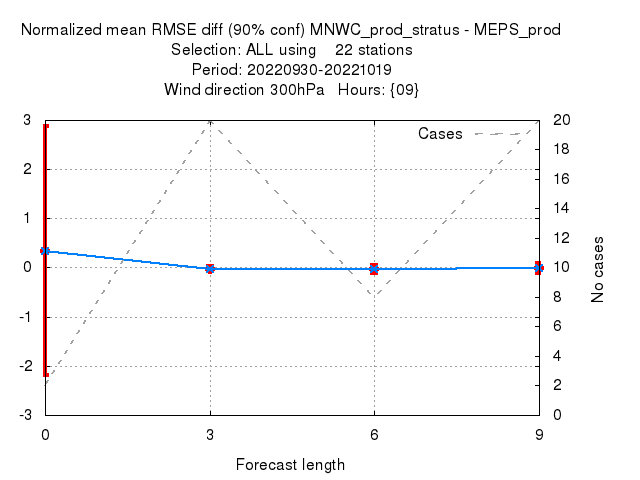 Normalized mean RMSE diff (90% conf) MNWC_prod_stratus - MEPS_prod
Selection: ALL using 22 stations
Period: 20220930-20221019
Wind direction 300hPa Hours: {09}
Cases
3
2
1
0
-1
-2
-3
20
18
16
14
12
10
8
6
4
2
0
No cases
0 3 6 9
Forecast length